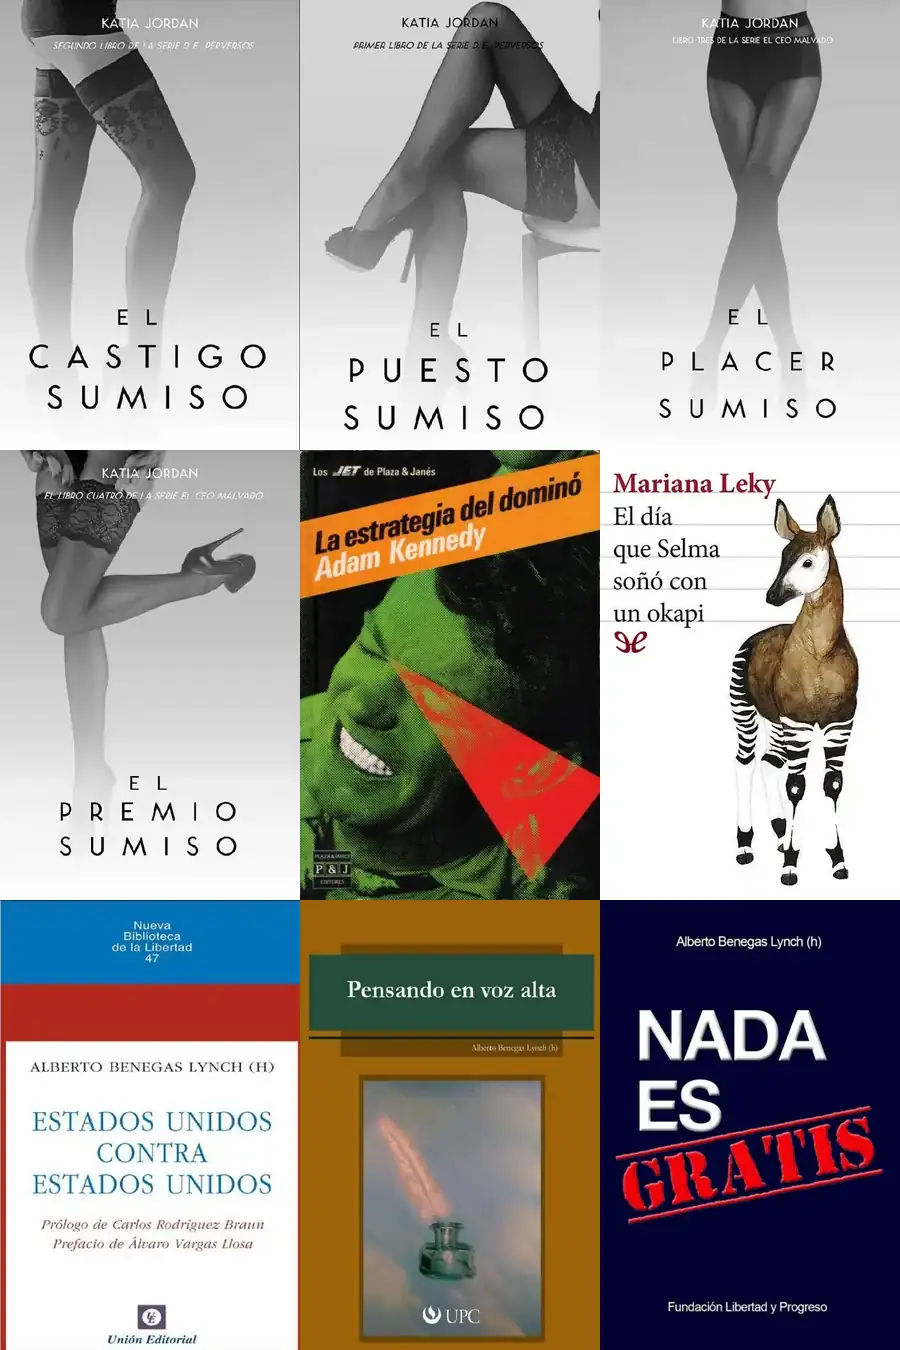 KATIA JORDAN
SEGUNDO LIBRO DE LA SERIE D.E. PERVERSOS
EL
CASTIGO
SUMISO
KATIA JORDAN
PRIMER LIBRO DE LA SERIE D.E. PERVERSOS
EL
PUESTO
SUMISO
KATIA JORDAN
LIBRO TRES DE LA SERIE EL CEO MALVADO
EL
PLACER
SUMISO
KATIA JORDAN
EL LIBRO CUATRO DE LA SERIE EL CEO MALVADO
EL
PREMIO
SUMISO
Los JET de Plaza & Janés
La estrategia del dominó
Adam Kennedy
PLAZA & JANES
P & J
EDITORES
Mariana Leky
El día
que Selma
soñó con
un okapi
Nueva
Biblioteca
de la Libertad
47
ALBERTO BENEGAS LYNCH (H)
ESTADOS UNIDOS
CONTRA
ESTADOS UNIDOS
Prólogo de Carlos Rodríguez Braun
Prefacio de Álvaro Vargas Llosa
Unión Editorial
Pensando en voz alta
Alberto Benegas Lynch (h)
UPC
Alberto Benegas Lynch (h)
NADA
ES
GRATIS
Fundación Libertad y Progreso